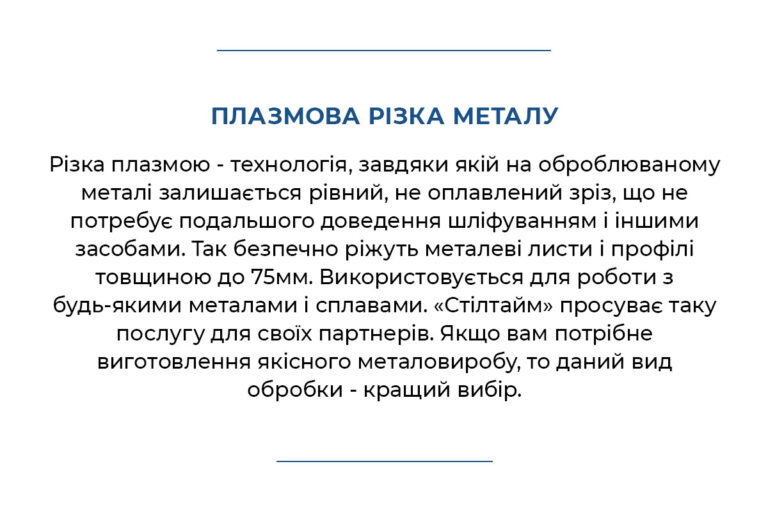 ПЛАЗМОВА РІЗКА МЕТАЛУ
Різка плазмою - технологія, завдяки якій на оброблюваному
металі залишається рівний, не оплавлений зріз, що не
потребує подальшого доведення шліфуванням і іншими
засобами. Так безпечно ріжуть металеві листи і профілі
товщиною до 75мм. Використовується для роботи з
будь-якими металами і сплавами. «Стілтайм» просуває таку
послугу для своїх партнерів. Якщо вам потрібне
виготовлення якісного металовиробу, то даний вид
обробки - кращий вибір.